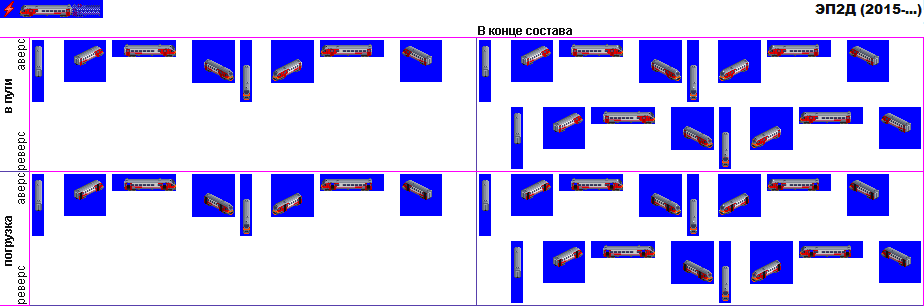 ЭП2Д (2015-...)
В конце состава
в пути
аверс
реверс
погрузка
аверс
реверс